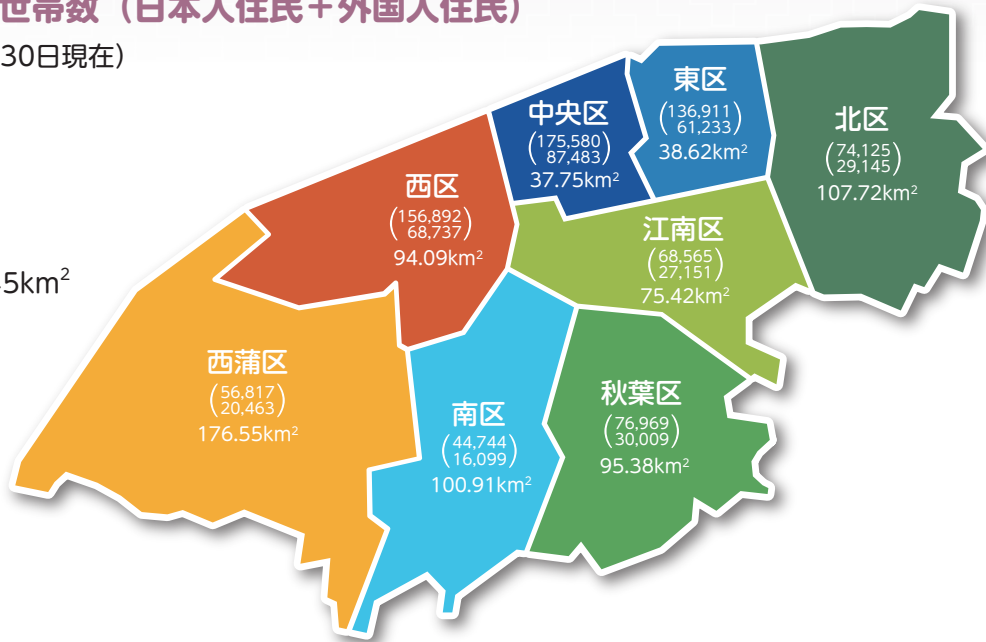 世帯数（日本人住民＋外国人住民）
30日現在）
5km²
中央区
(175,580
87,483)
37.75km²
東区
(136,911
61,233)
38.62km²
北区
(74,125
29,145)
107.72km²
西区
(156,892
68,737)
94.09km²
江南区
(68,565
27,151)
75.42km²
西蒲区
(56,817
20,463)
176.55km²
南区
(44,744
16,099)
100.91km²
秋葉区
(76,969
30,009)
95.38km²